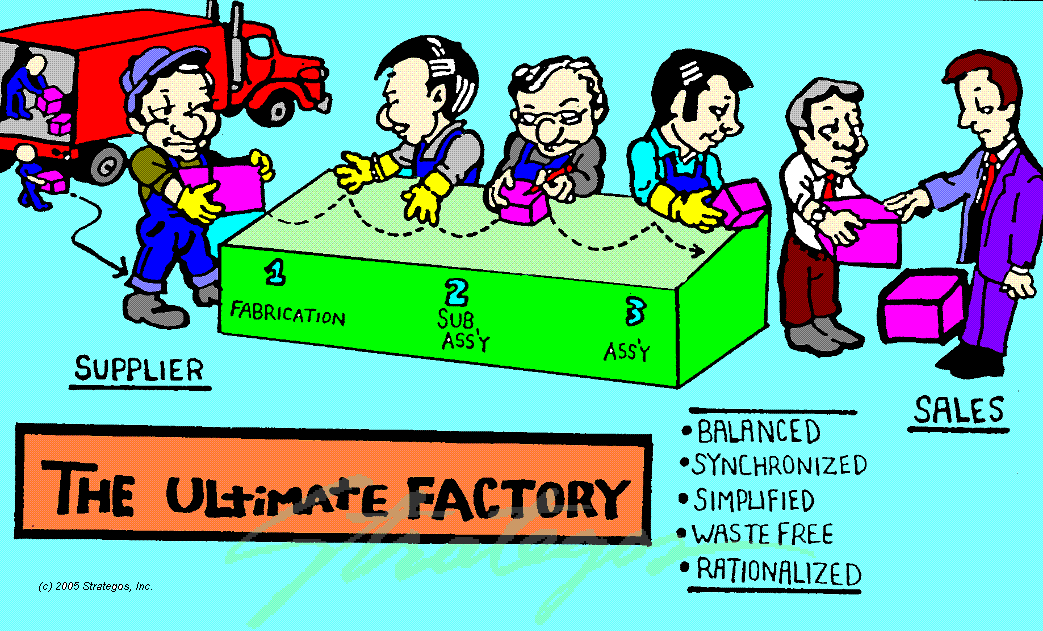 1
FABRICATION
2
SUB
ASS'Y
3
ASS'Y
SUPPLIER
SALES
THE ULtimatE FACTORY
• BALANCED
• SYNCHRONIZED
• SIMPLIFIED
• WASTE FREE
• RATIONALIZED
Strategos
(c) 2005 Strategos, Inc.